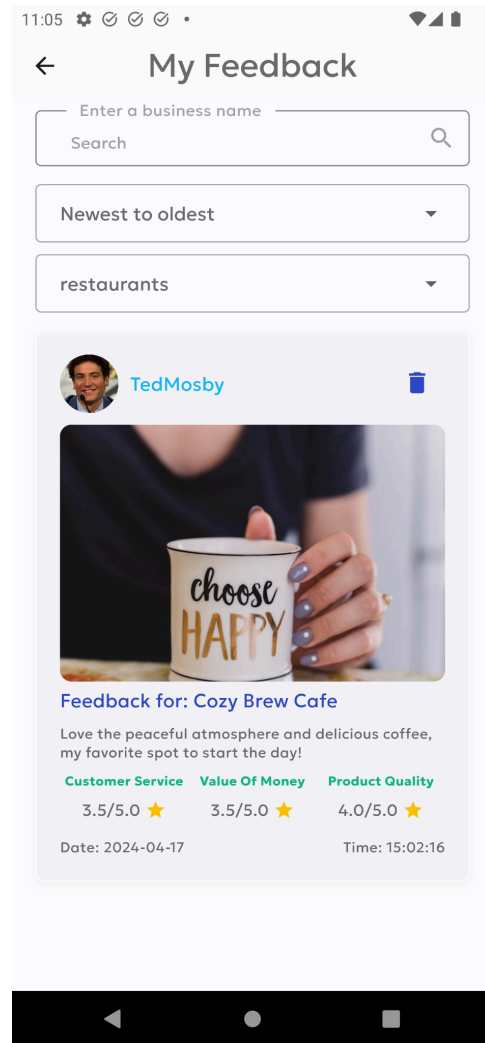 11:05
My Feedback
Enter a business name
Search
Newest to oldest
restaurants
TedMosby
choose
HAPPY
Feedback for: Cozy Brew Cafe
Love the peaceful atmosphere and delicious coffee,
my favorite spot to start the day!
Customer Service Value Of Money Product Quality
3.5/5.0 3.5/5.0 4.0/5.0
Date: 2024-04-17 Time: 15:02:16